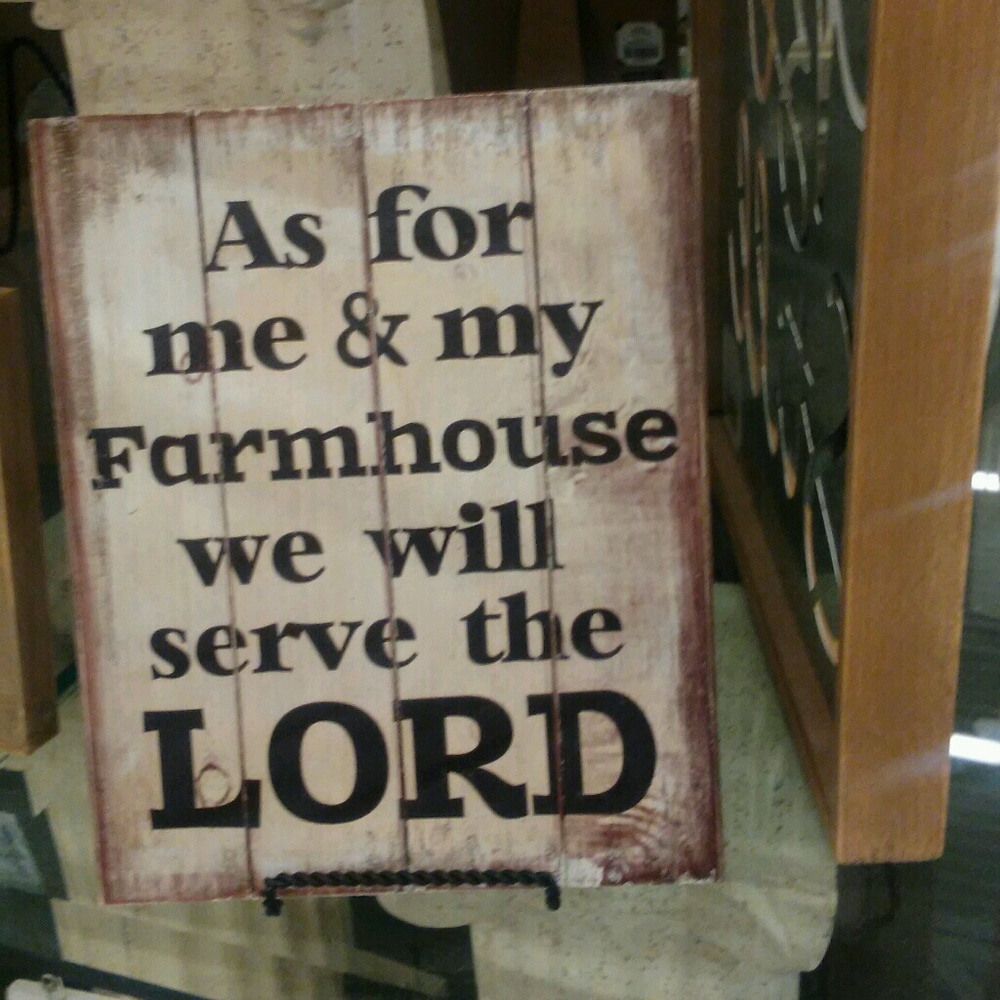 As for
me & my
Farmhouse
we will
serve the
LORD